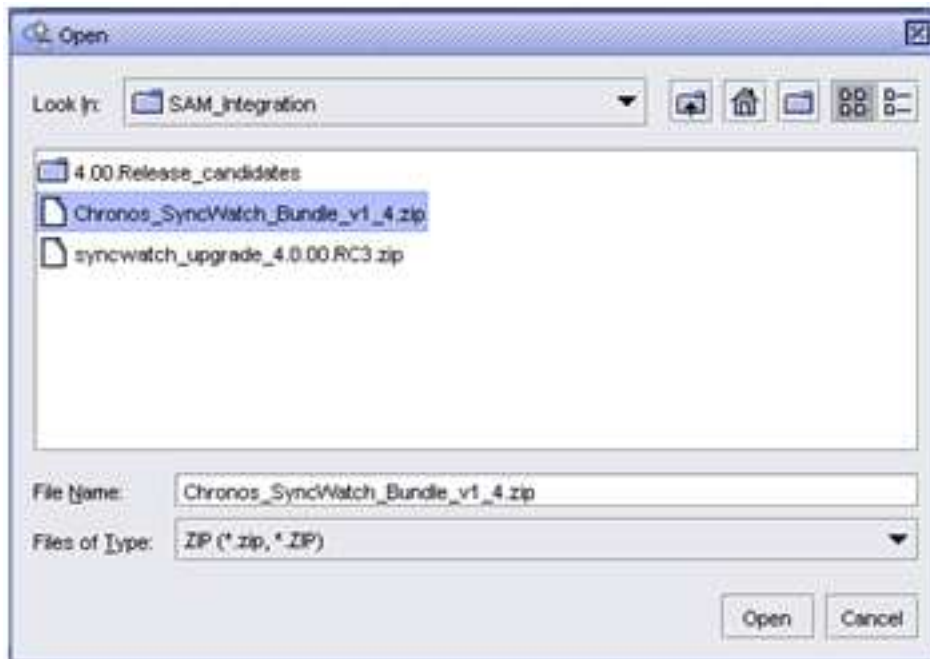 Open
Look In: SAM_Integration
4.00.Release_candidates
Chronos_SyncWatch_Bundle_v1_4.zip
syncwatch_upgrade_4.0.00.RC3.zip
File Name: Chronos_SyncWatch_Bundle_v1_4.zip
Files of Type: ZIP (*.zip, *.ZIP)
Open Cancel